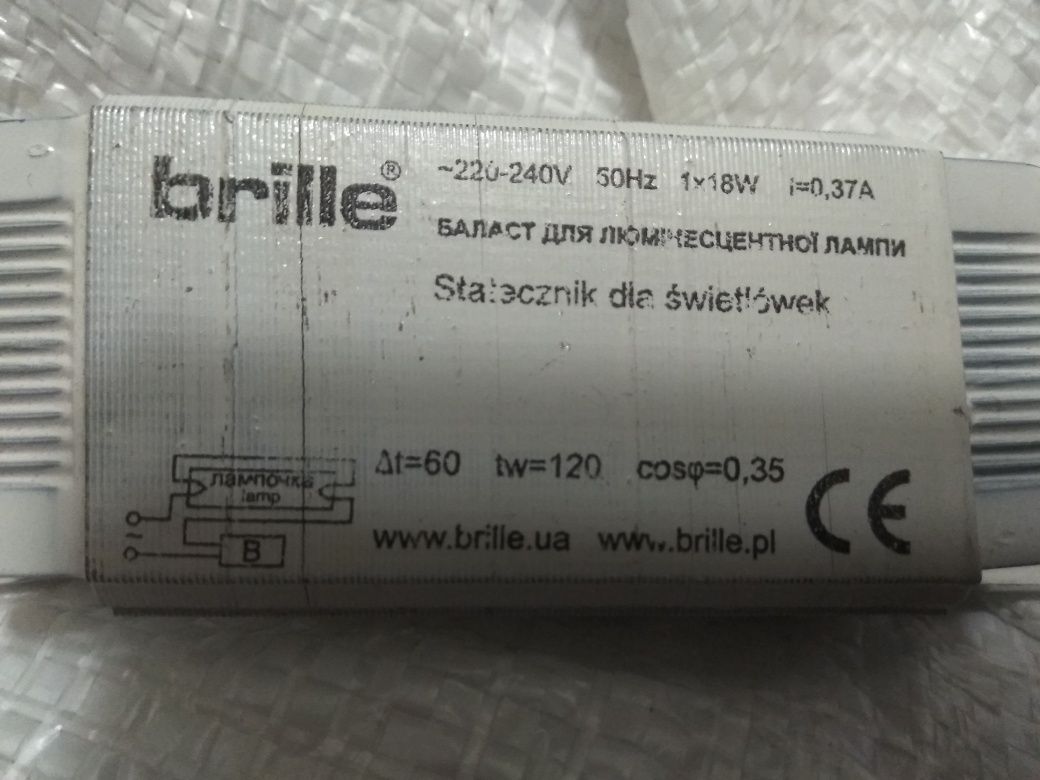 brille® ~220-240V 50Hz 1x18W i=0,37A
БАЛАСТ ДЛЯ ЛЮМІНЕСЦЕНТНОЇ ЛАМПИ
Statecznik dla świetlówek
Δt=60 tw=120 cosφ=0,35
лампочка
lamp
~
B
www.brille.ua www.brille.pl
CE